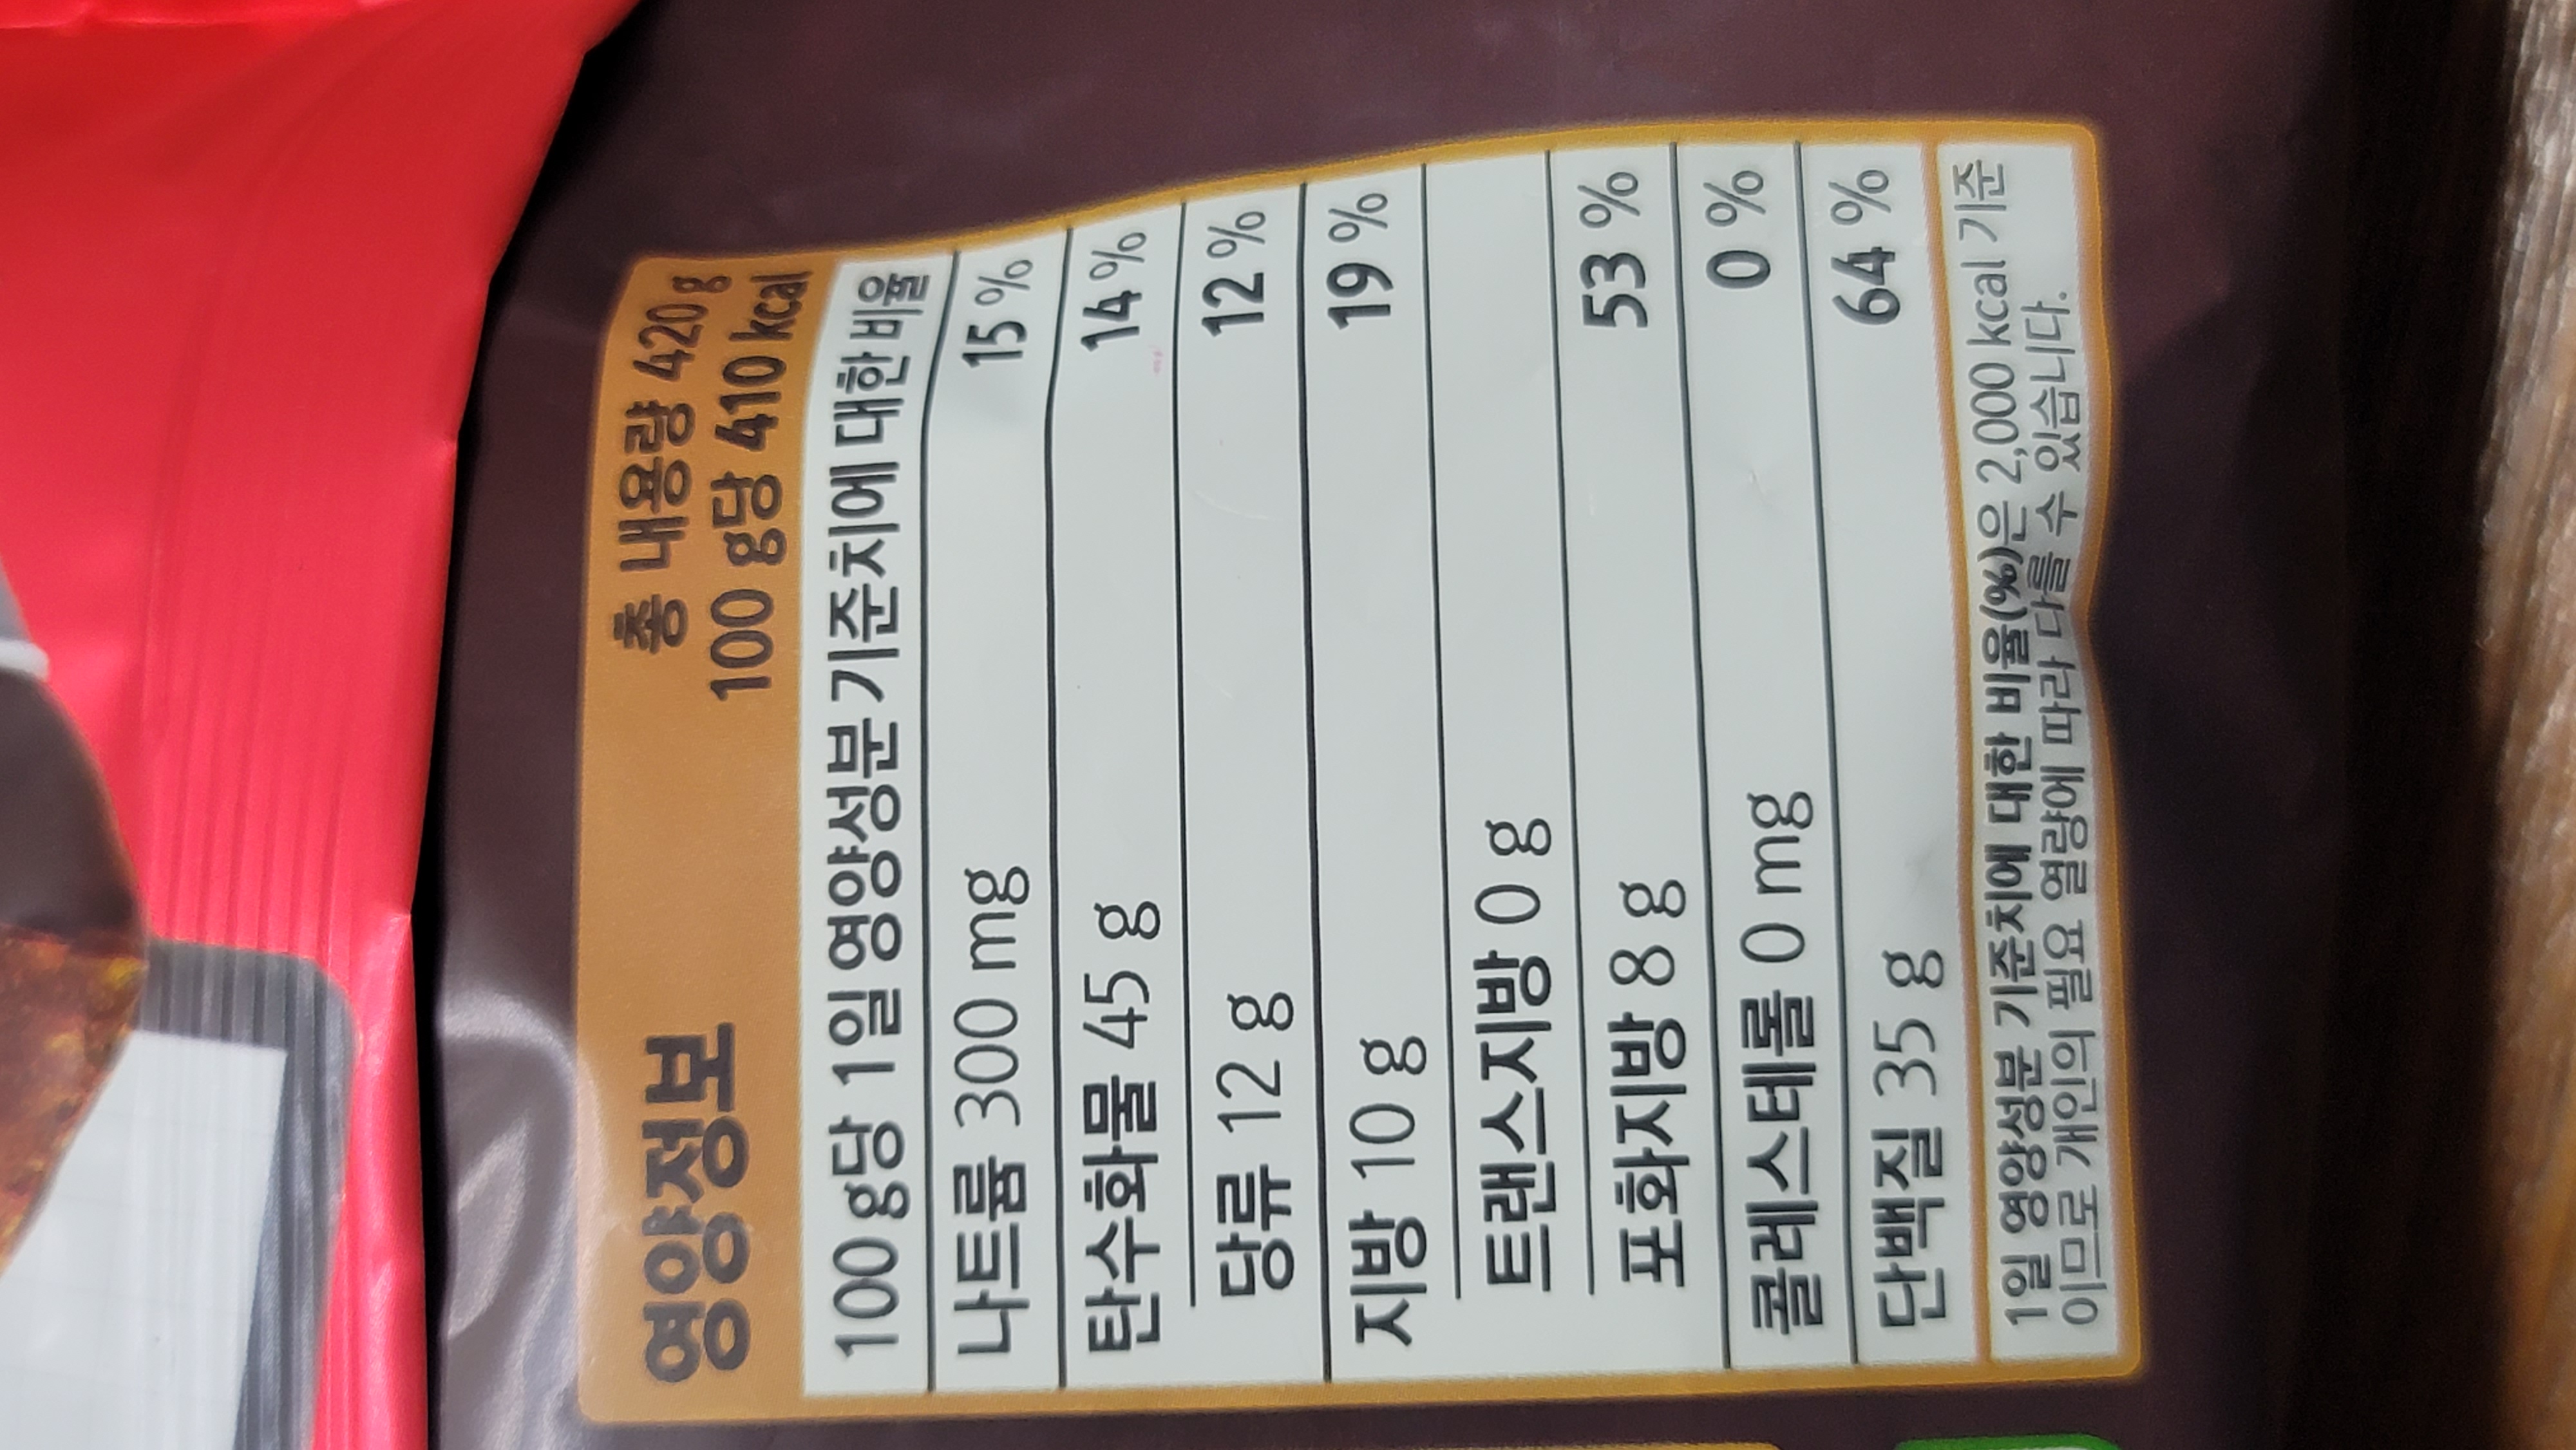 영양정보
총 내용량 420 g
100 g당 410 kcal
100 g당 1일 영양성분 기준치에 대한 비율
나트륨 300 mg 15 %
탄수화물 45 g 14 %
당류 12 g 12 %
지방 10 g 19 %
트랜스지방 0 g
포화지방 8 g 53 %
콜레스테롤 0 mg 0 %
단백질 35 g 64 %
1일 영양성분 기준치에 대한 비율(%)은 2,000 kcal 기준
이므로 개인의 필요 열량에 따라 다를 수 있습니다.